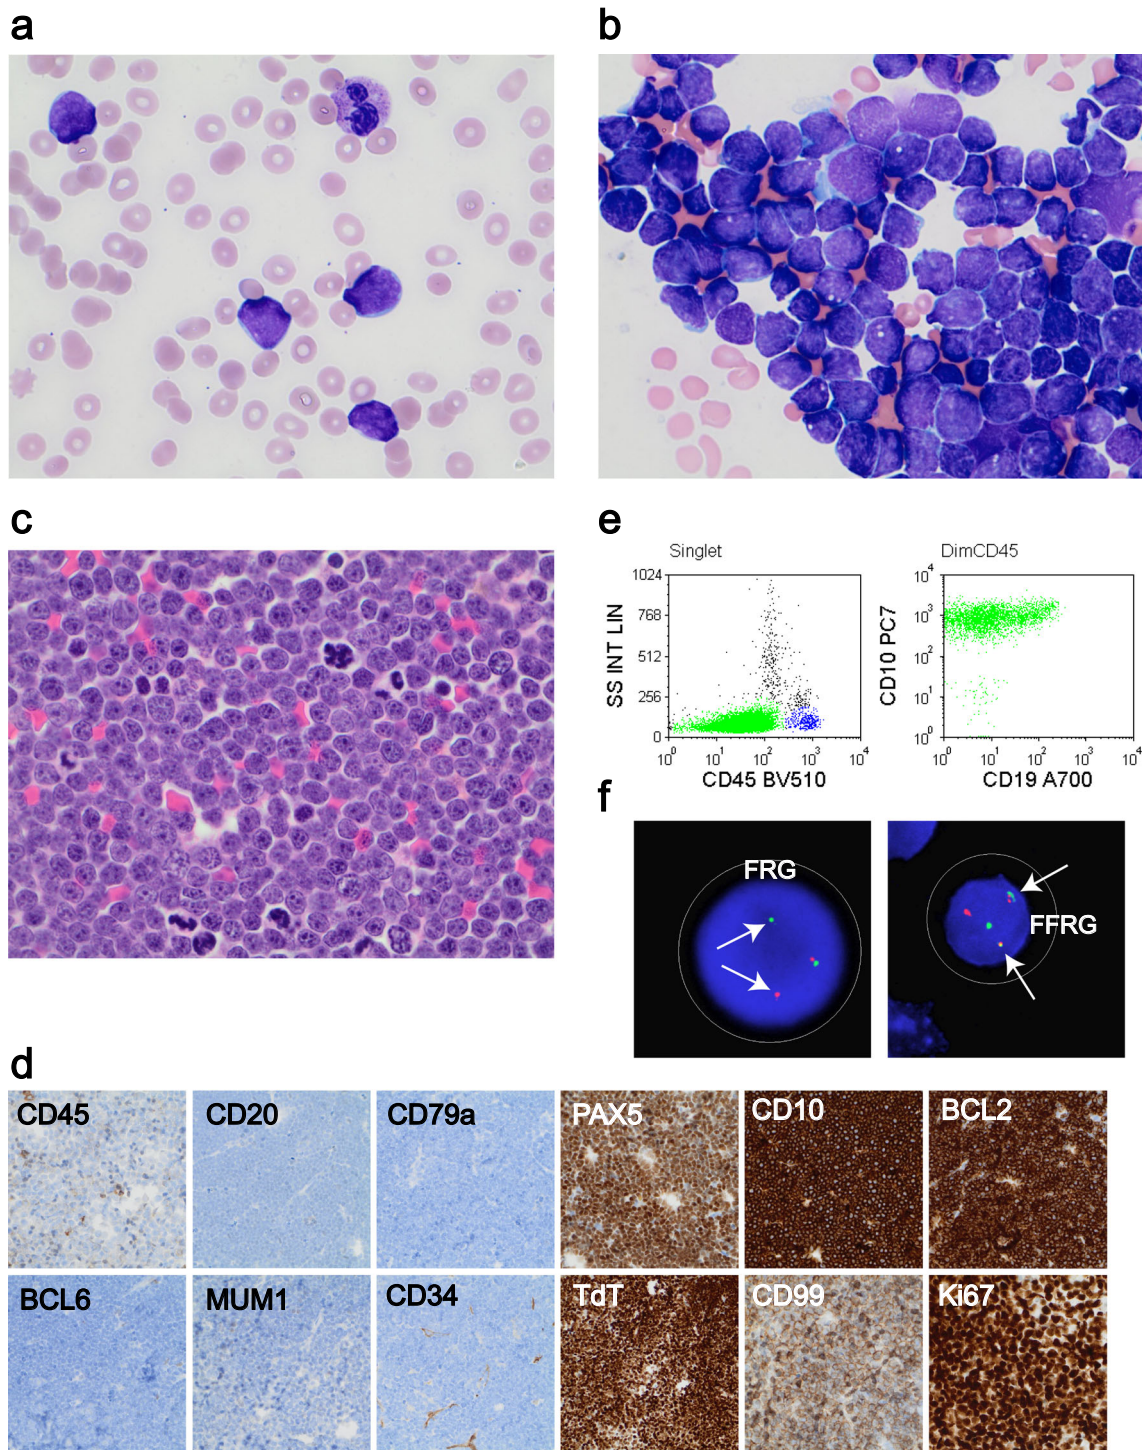 a
b
c
e
Singlet
SS INT LIN
1024
768
512
256
0
10^0 10^1 10^2 10^3 10^4
CD45 BV510
DimCD45
CD10 PC7
10^4
10^3
10^2
10^1
10^0
10^0 10^1 10^2 10^3 10^4
CD19 A700
f
FRG
FFRG
d
CD45
CD20
CD79a
PAX5
CD10
BCL2
BCL6
MUM1
CD34
TdT
CD99
Ki67